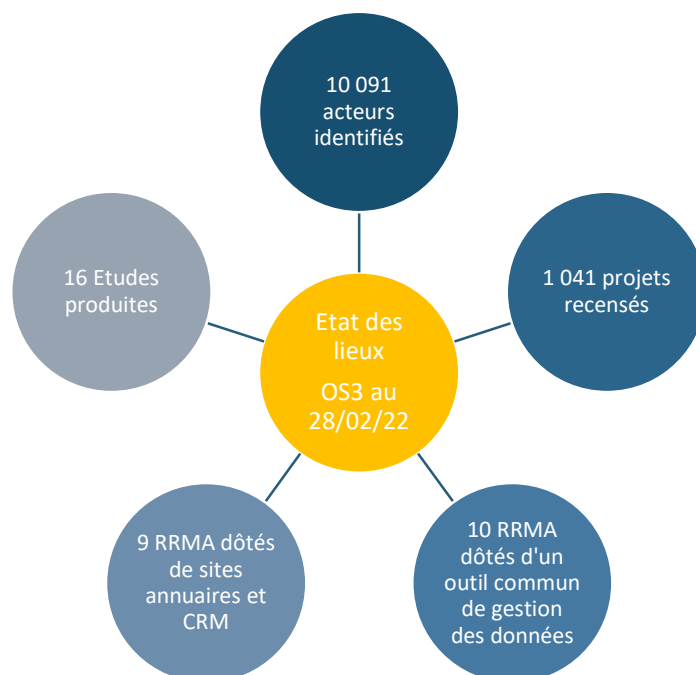 10 091
acteurs
identifiés
16 Etudes
produites
1 041 projets
recensés
Etat des
lieux
OS3 au
28/02/22
9 RRMA dôtés
de sites
annuaires et
CRM
10 RRMA
dôtés d'un
outil commun
de gestion
des données